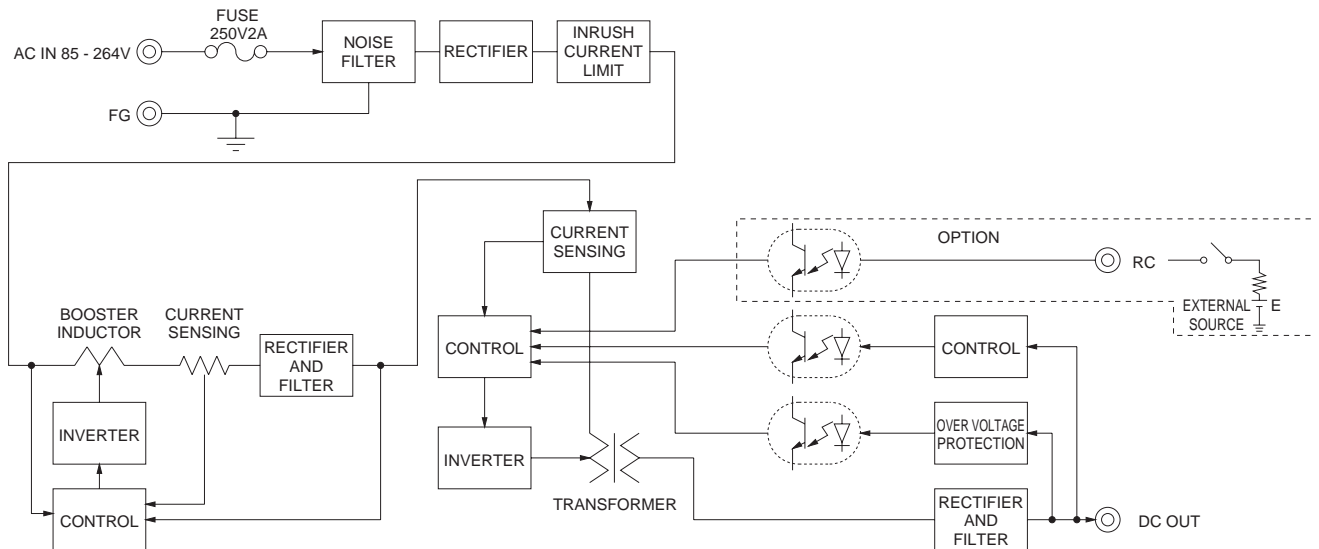 FUSE
250V2A
AC IN 85 - 264V
NOISE
FILTER
RECTIFIER
INRUSH
CURRENT
LIMIT
FG
CURRENT
SENSING
OPTION
RC
EXTERNAL
SOURCE
E
BOOSTER
INDUCTOR
CURRENT
SENSING
RECTIFIER
AND
FILTER
CONTROL
CONTROL
INVERTER
INVERTER
OVER VOLTAGE
PROTECTION
TRANSFORMER
CONTROL
RECTIFIER
AND
FILTER
DC OUT